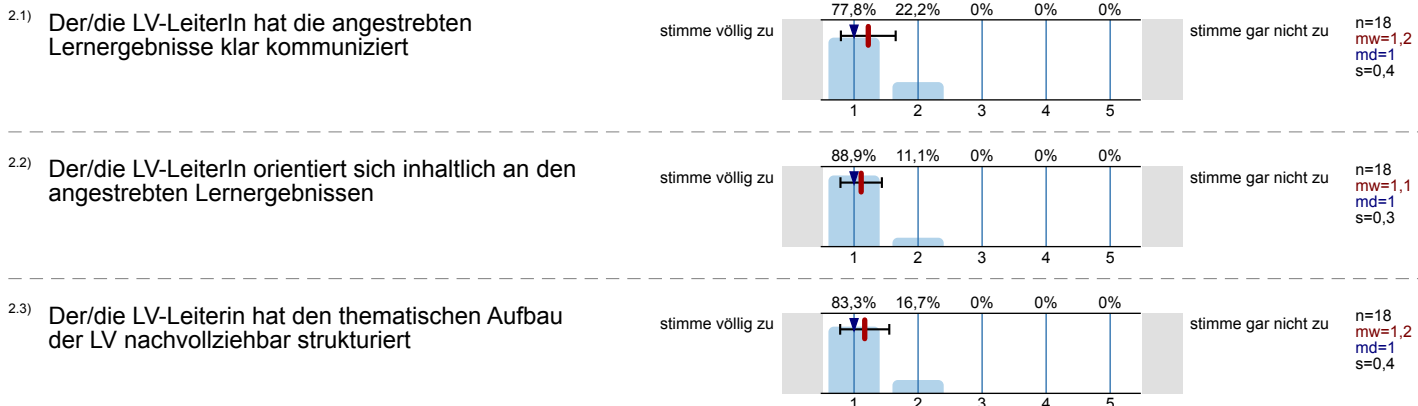 2.1) Der/die LV-LeiterIn hat die angestrebten
Lernergebnisse klar kommuniziert
stimme völlig zu
77,8% 22,2% 0% 0% 0%
1 2 3 4 5
stimme gar nicht zu
n=18
mw=1,2
md=1
s=0,4
2.2) Der/die LV-LeiterIn orientiert sich inhaltlich an den
angestrebten Lernergebnissen
stimme völlig zu
88,9% 11,1% 0% 0% 0%
1 2 3 4 5
stimme gar nicht zu
n=18
mw=1,1
md=1
s=0,3
2.3) Der/die LV-Leiterin hat den thematischen Aufbau
der LV nachvollziehbar strukturiert
stimme völlig zu
83,3% 16,7% 0% 0% 0%
1 2 3 4 5
stimme gar nicht zu
n=18
mw=1,2
md=1
s=0,4